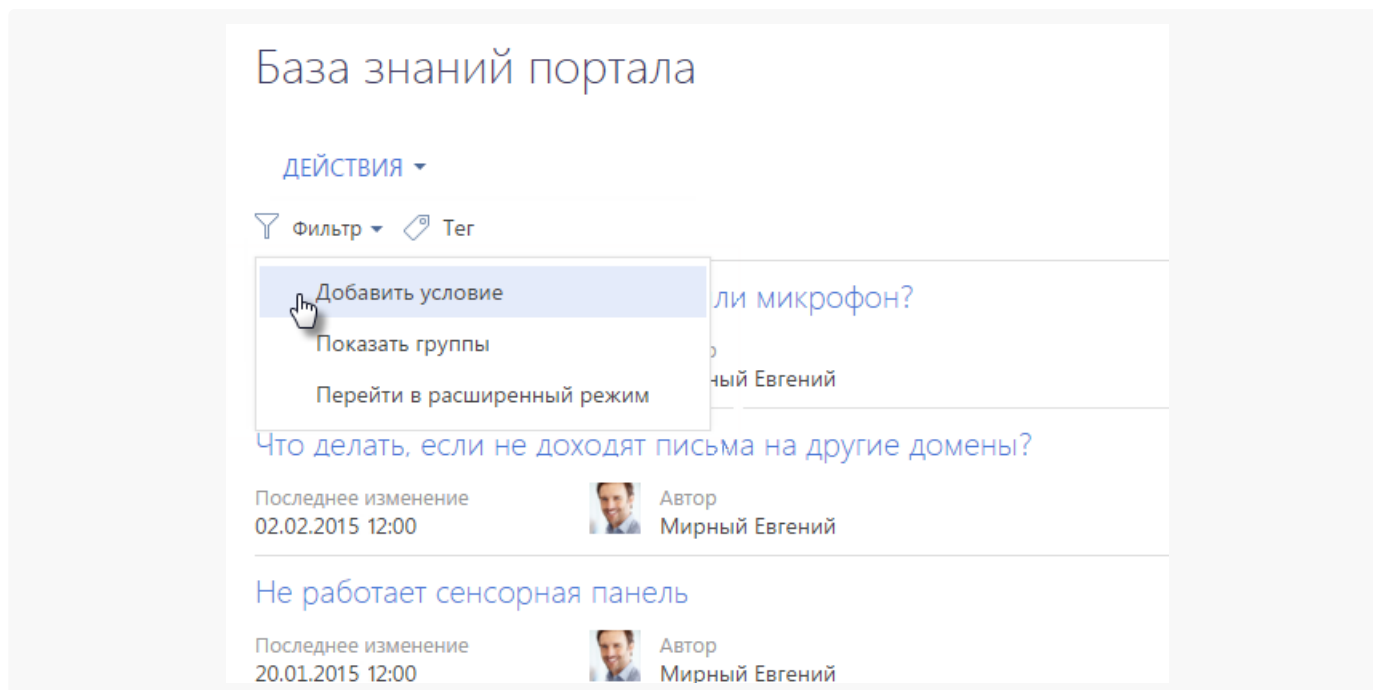 База знаний портала
ДЕЙСТВИЯ
Фильтр Тег
Добавить условие
ли микрофон?
Показать группы
ный Евгений
Перейти в расширенный режим
Что делать, если не доходят письма на другие домены?
Последнее изменение Автор
02.02.2015 12:00 Мирный Евгений
Не работает сенсорная панель
Последнее изменение Автор
20.01.2015 12:00 Мирный Евгений